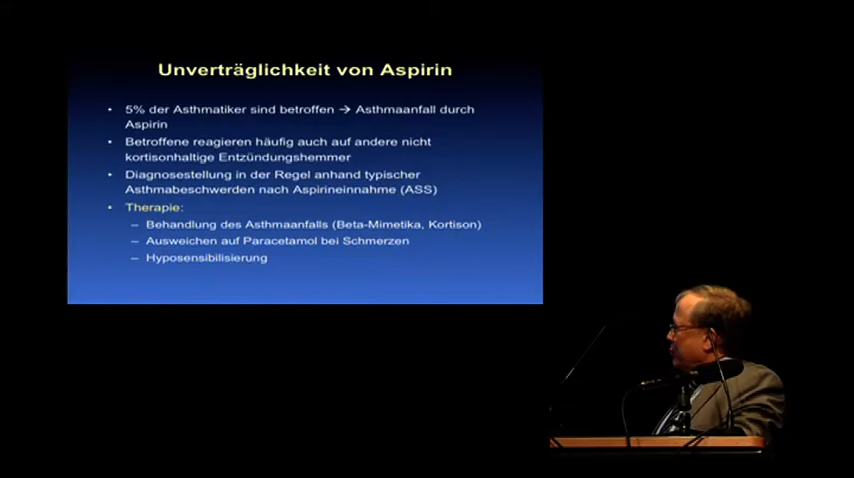 Unverträglichkeit von Aspirin
• 5% der Asthmatiker sind betroffen → Asthmaanfall durch
Aspirin
• Betroffene reagieren häufig auch auf andere nicht
kortisonhaltige Entzündungshemmer
• Diagnosestellung in der Regel anhand typischer
Asthmabeschwerden nach Aspirineinnahme (ASS)
• Therapie:
– Behandlung des Asthmaanfalls (Beta-Mimetika, Kortison)
– Ausweichen auf Paracetamol bei Schmerzen
– Hyposensibilisierung